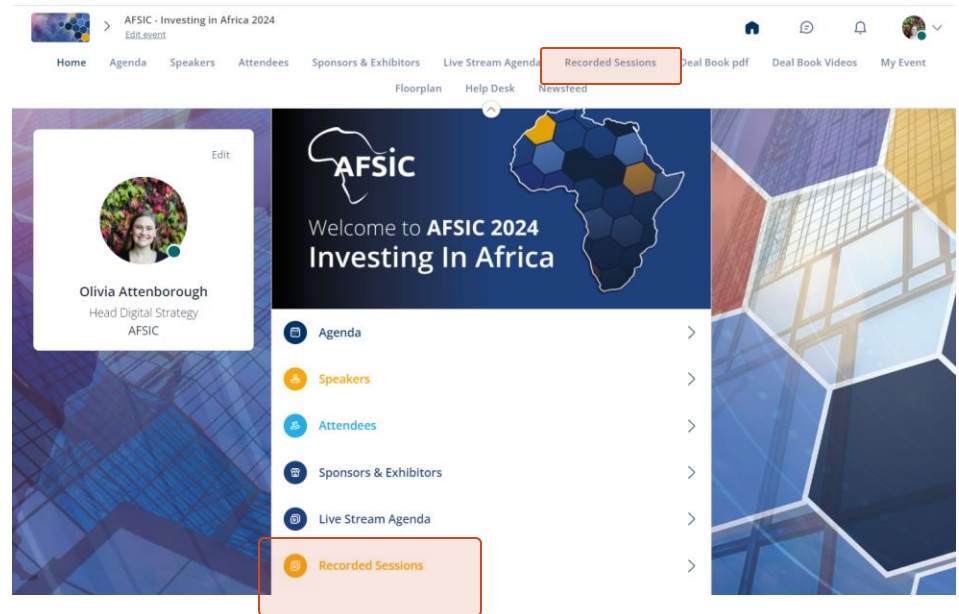 AFSIC - Investing in Africa 2024
Edit event
Home Agenda Speakers Attendees Sponsors & Exhibitors Live Stream Agenda Recorded Sessions Deal Book pdf Deal Book Videos My Event
Floorplan Help Desk Newsfeed
Edit
Olivia Attenborough
Head Digital Strategy
AFSIC
AFSIC
Welcome to AFSIC 2024
Investing In Africa
Agenda
Speakers
Attendees
Sponsors & Exhibitors
Live Stream Agenda
Recorded Sessions